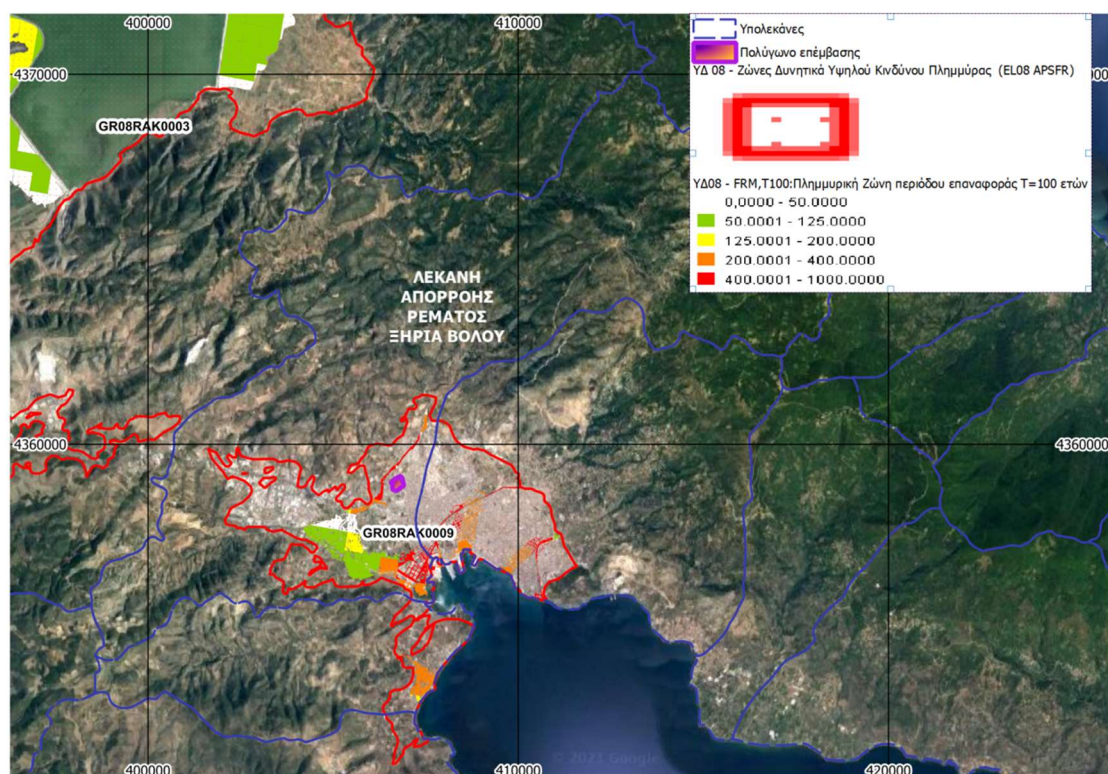 400000
410000
Υπολεκάνες
Πολύγωνο επέμβασης
ΥΔ 08 - Ζώνες Δυνητικά Υψηλού Κινδύνου Πλημμύρας (EL08 APSFR)
4370000
GR08RAK0003
ΥΔ08 - FRM,T100:Πλημμυρική Ζώνη περιόδου επαναφοράς Τ=100 ετών
0,0000 - 50.0000
50.0001 - 125.0000
125.0001 - 200.0000
200.0001 - 400.0000
400.0001 - 1000.0000
ΛΕΚΑΝΗ
ΑΠΟΡΡΟΗΣ
ΡΕΜΑΤΟΣ
ΞΗΡΙΑ ΒΟΛΟΥ
4360000
4360000
GR08RAK0009
© 2021 Google
400000
410000
420000